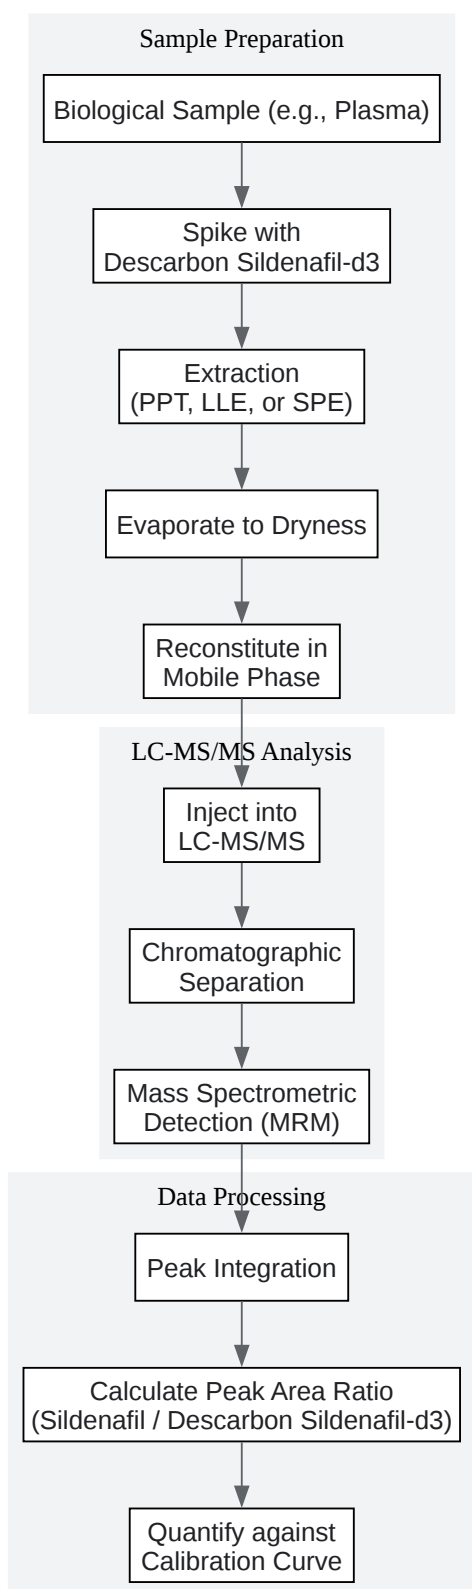 Sample Preparation
Biological Sample (e.g., Plasma)
Spike with
Descarbon Sildenafil-d3
Extraction
(PPT, LLE, or SPE)
Evaporate to Dryness
Reconstitute in
Mobile Phase
LC-MS/MS Analysis
Inject into
LC-MS/MS
Chromatographic
Separation
Mass Spectrometric
Detection (MRM)
Data Processing
Peak Integration
Calculate Peak Area Ratio
(Sildenafil / Descarbon Sildenafil-d3)
Quantify against
Calibration Curve